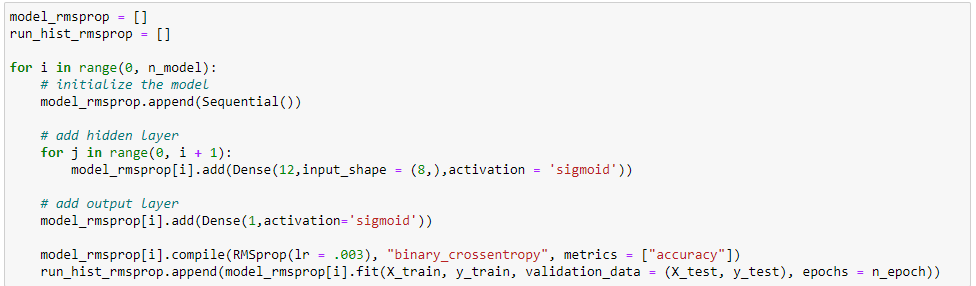 model_rmsprop = []
run_hist_rmsprop = []
for i in range(0, n_model):
    # initialize the model
    model_rmsprop.append(Sequential())
    # add hidden layer
    for j in range(0, i + 1):
        model_rmsprop[i].add(Dense(12,input_shape = (8,),activation = 'sigmoid'))
    # add output layer
    model_rmsprop[i].add(Dense(1,activation='sigmoid'))
    model_rmsprop[i].compile(RMSprop(lr = .003), "binary_crossentropy", metrics = ["accuracy"])
    run_hist_rmsprop.append(model_rmsprop[i].fit(X_train, y_train, validation_data = (X_test, y_test), epochs = n_epoch))